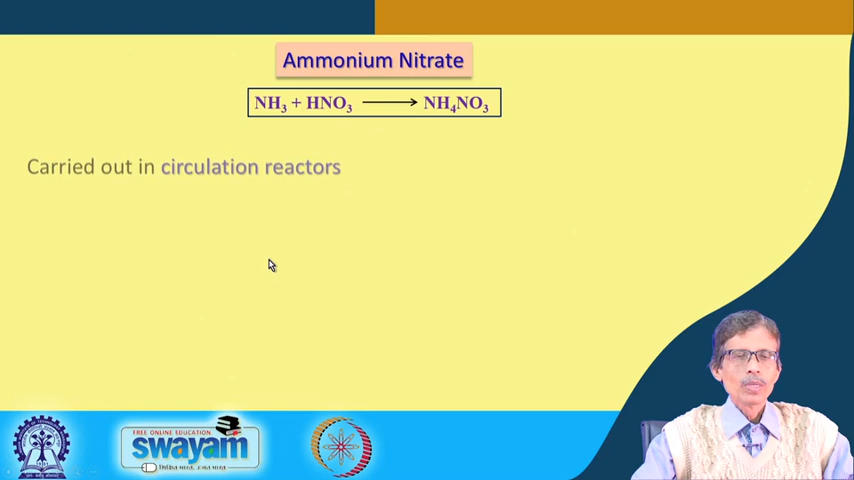 Ammonium Nitrate
NH₃ + HNO₃ ⟶ NH₄NO₃
Carried out in circulation reactors
FREE ONLINE EDUCATION
swayam